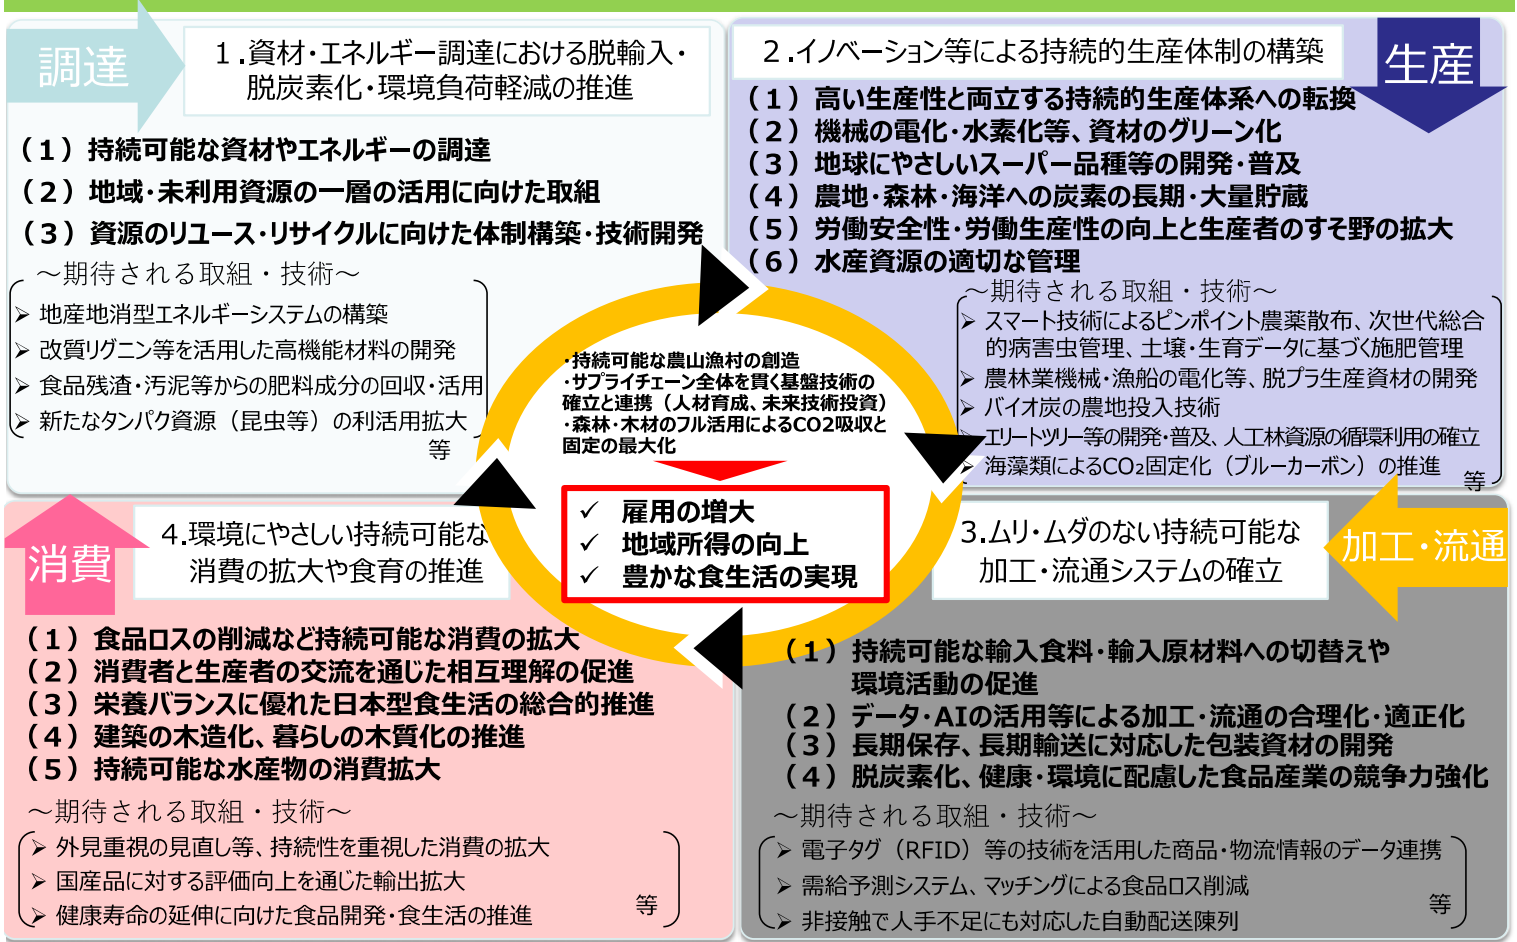 調達
１.資材・エネルギー調達における脱輸入・
脱炭素化・環境負荷軽減の推進
（１）持続可能な資材やエネルギーの調達
（２）地域・未利用資源の一層の活用に向けた取組
（３）資源のリユース・リサイクルに向けた体制構築・技術開発
～期待される取組・技術～
➢ 地産地消型エネルギーシステムの構築
➢ 改質リグニン等を活用した高機能材料の開発
➢ 食品残渣・汚泥等からの肥料成分の回収・活用
➢ 新たなタンパク資源（昆虫等）の利活用拡大
等
２.イノベーション等による持続的生産体制の構築
生産
（１）高い生産性と両立する持続的生産体系への転換
（２）機械の電化・水素化等、資材のグリーン化
（３）地球にやさしいスーパー品種等の開発・普及
（４）農地・森林・海洋への炭素の長期・大量貯蔵
（５）労働安全性・労働生産性の向上と生産者のすそ野の拡大
（６）水産資源の適切な管理
～期待される取組・技術～
➢ スマート技術によるピンポイント農薬散布、次世代総合
的病害虫管理、土壌・生育データに基づく施肥管理
➢ 農林業機械・漁船の電化等、脱プラ生産資材の開発
➢ バイオ炭の農地投入技術
➢ エリートツリー等の開発・普及、人工林資源の循環利用の確立
➢ 海藻類によるCO₂固定化（ブルーカーボン）の推進
等
・持続可能な農山漁村の創造
・サプライチェーン全体を貫く基盤技術の
確立と連携（人材育成、未来技術投資）
・森林・木材のフル活用によるCO2吸収と
固定の最大化
✓ 雇用の増大
✓ 地域所得の向上
✓ 豊かな食生活の実現
消費
4.環境にやさしい持続可能な
消費の拡大や食育の推進
（１）食品ロスの削減など持続可能な消費の拡大
（２）消費者と生産者の交流を通じた相互理解の促進
（３）栄養バランスに優れた日本型食生活の総合的推進
（４）建築の木造化、暮らしの木質化の推進
（５）持続可能な水産物の消費拡大
～期待される取組・技術～
➢ 外見重視の見直し等、持続性を重視した消費の拡大
➢ 国産品に対する評価向上を通じた輸出拡大
➢ 健康寿命の延伸に向けた食品開発・食生活の推進
等
3.ムリ・ムダのない持続可能な
加工・流通システムの確立
加工・流通
（１）持続可能な輸入食料・輸入原材料への切替えや
環境活動の促進
（２）データ・AIの活用等による加工・流通の合理化・適正化
（３）長期保存、長期輸送に対応した包装資材の開発
（４）脱炭素化、健康・環境に配慮した食品産業の競争力強化
～期待される取組・技術～
➢ 電子タグ（RFID）等の技術を活用した商品・物流情報のデータ連携
➢ 需給予測システム、マッチングによる食品ロス削減
➢ 非接触で人手不足にも対応した自動配送陳列
等